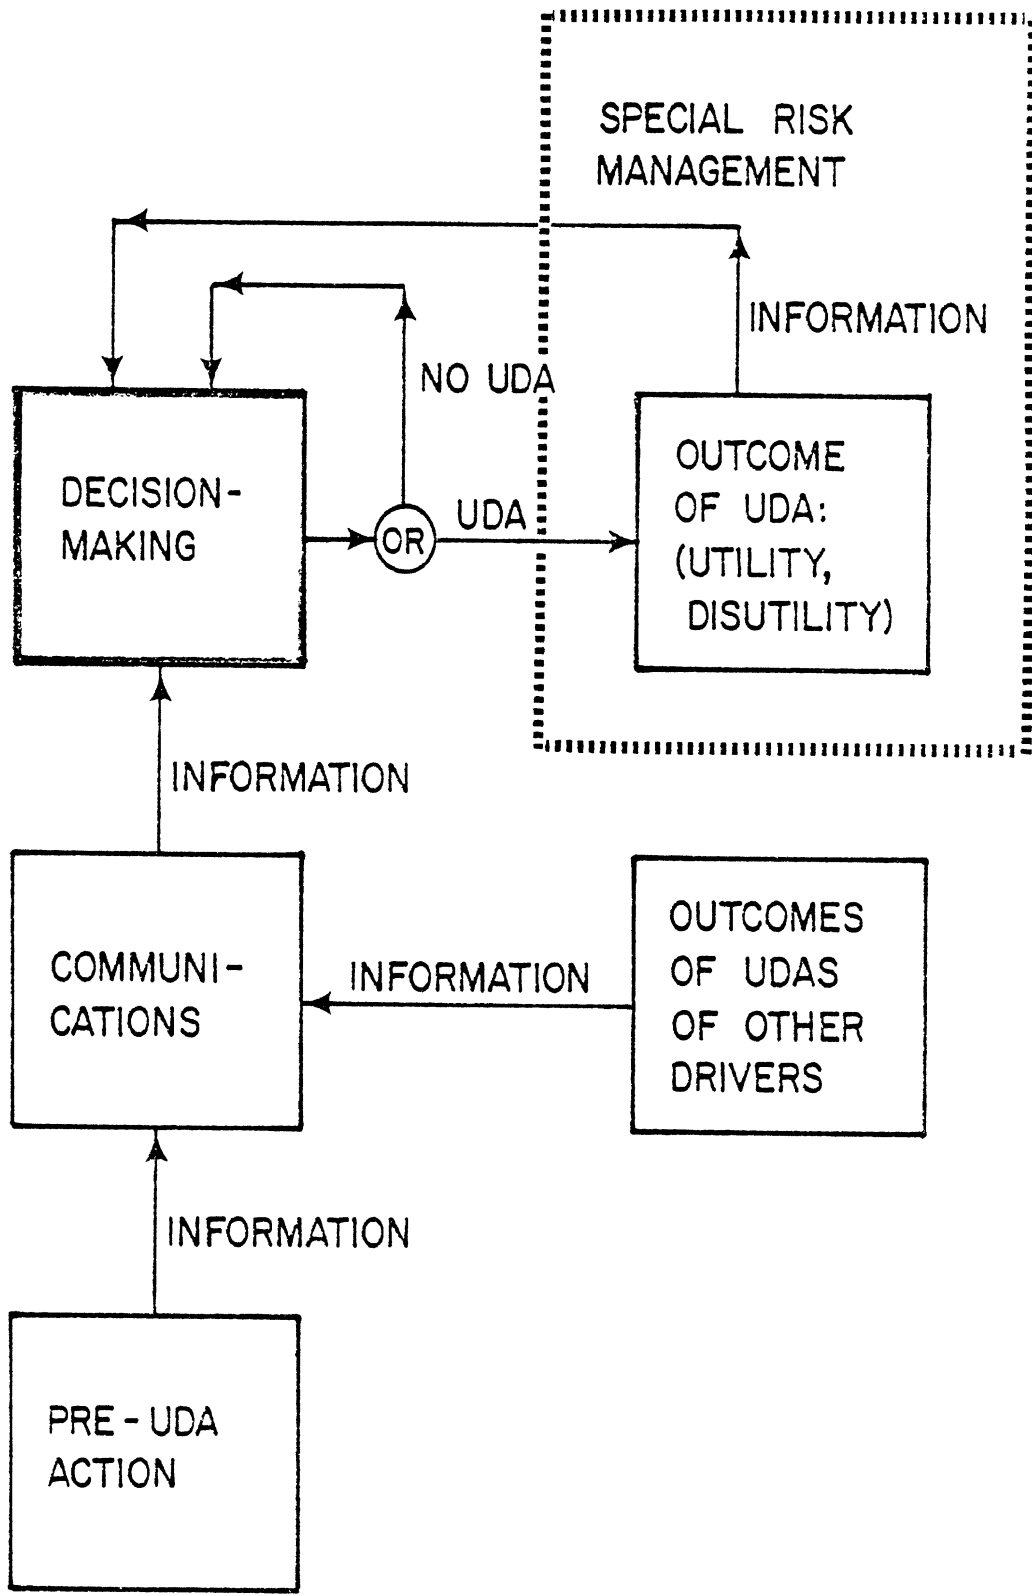 SPECIAL RISK
MANAGEMENT
INFORMATION
NO UDA
DECISION-
MAKING
OR
UDA
OUTCOME
OF UDA:
(UTILITY,
DISUTILITY)
INFORMATION
COMMUNI-
CATIONS
INFORMATION
OUTCOMES
OF UDAS
OF OTHER
DRIVERS
INFORMATION
PRE-UDA
ACTION